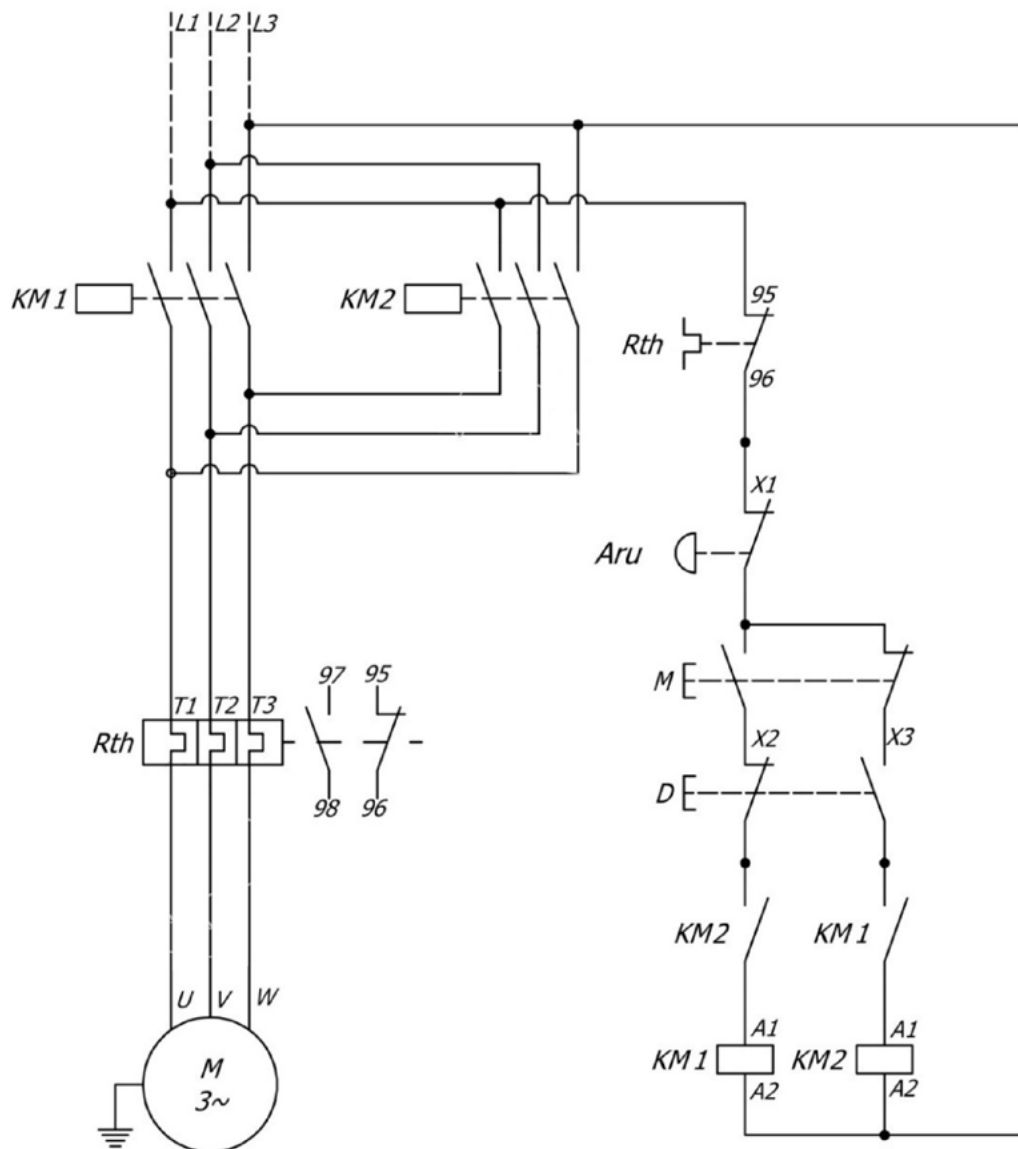 L1 L2 L3
KM1 KM2
95
Rth
96
X1
Aru
97 95
T1 T2 T3
Rth
98 96
M
X2 X3
D
KM2 KM1
U V W
A1 A1
KM1 KM2
A2 A2
M
3~